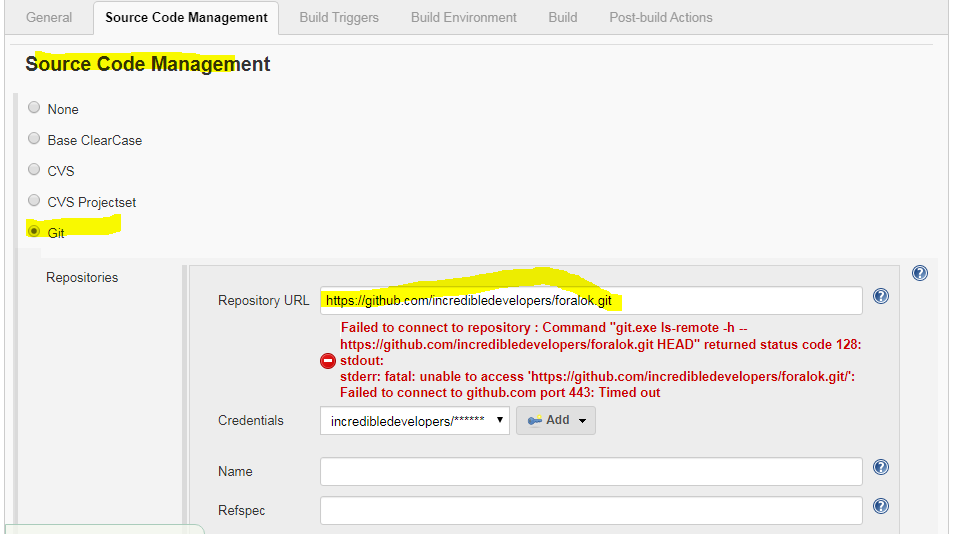 General Source Code Management Build Triggers Build Environment Build Post-build Actions
Source Code Management
None
Base ClearCase
CVS
CVS Projectset
Git
Repositories
Repository URL https://github.com/incredibledevelopers/foralok.git
Failed to connect to repository : Command "git.exe ls-remote -h --
https://github.com/incredibledevelopers/foralok.git HEAD" returned status code 128:
stdout:
stderr: fatal: unable to access 'https://github.com/incredibledevelopers/foralok.git/':
Failed to connect to github.com port 443: Timed out
Credentials incredibledevelopers/****** Add
Name
Refspec